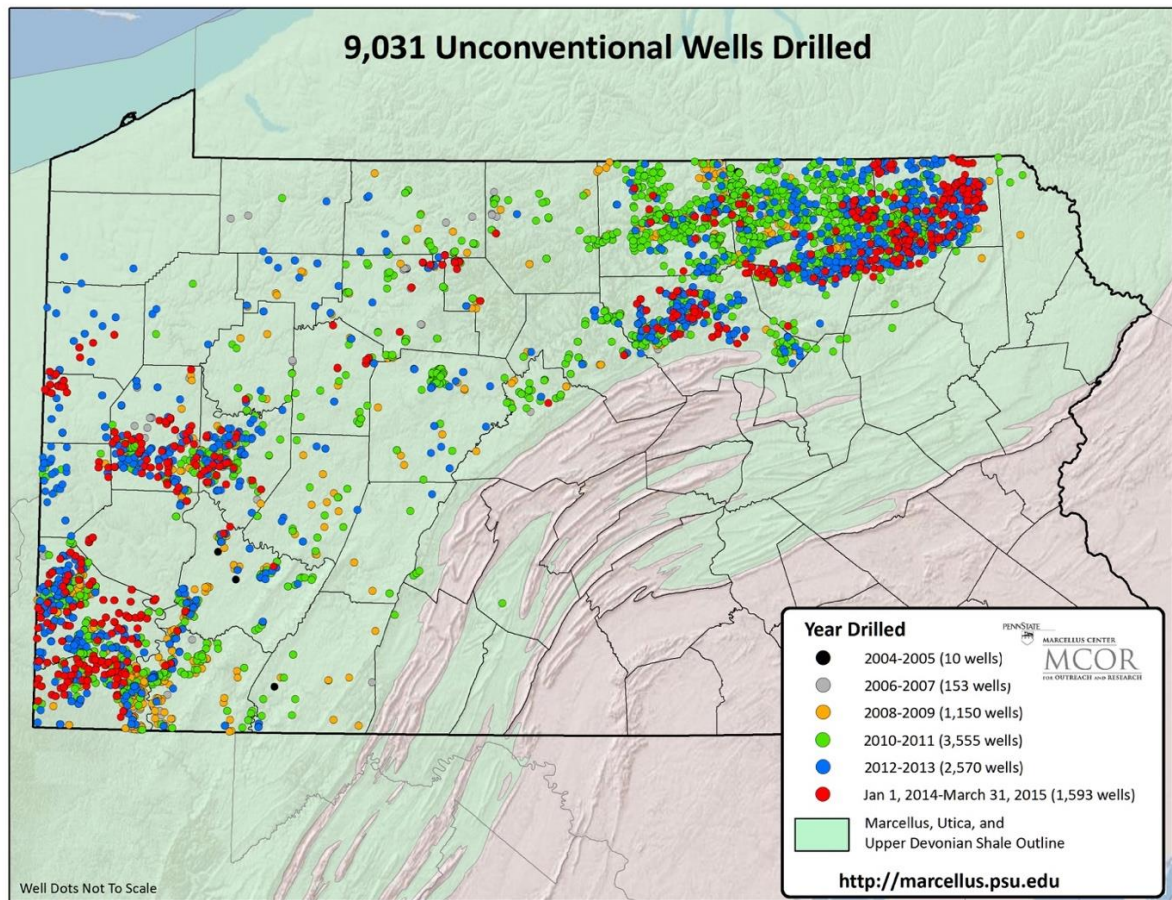 9,031 Unconventional Wells Drilled
Year Drilled
PENNSTATE
MARCELLUS CENTER
MCOR
FOR OUTREACH AND RESEARCH
2004-2005 (10 wells)
2006-2007 (153 wells)
2008-2009 (1,150 wells)
2010-2011 (3,555 wells)
2012-2013 (2,570 wells)
Jan 1, 2014-March 31, 2015 (1,593 wells)
Marcellus, Utica, and
Upper Devonian Shale Outline
http://marcellus.psu.edu
Well Dots Not To Scale